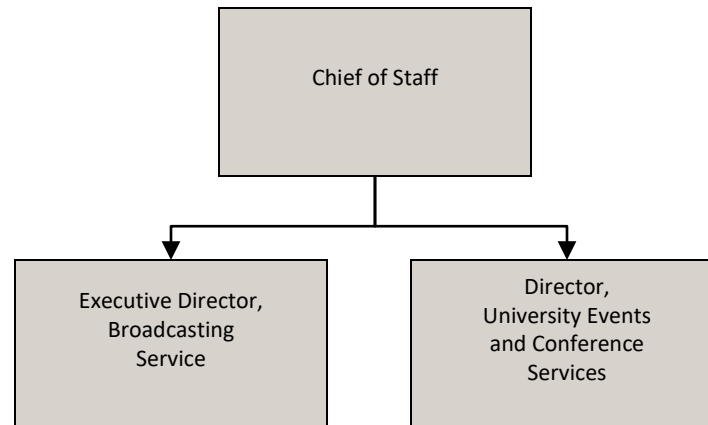 Chief of Staff
Executive Director,
Broadcasting
Service
Director,
University Events
and Conference
Services